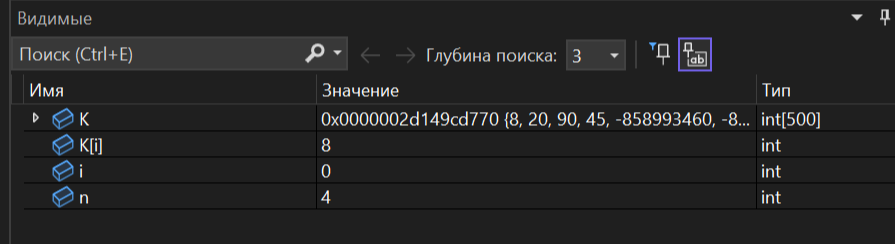 Видимые
Поиск (Ctrl+E) Глубина поиска: 3 ab
Имя Значение Тип
K 0x0000002d149cd770 {8, 20, 90, 45, -858993460, -8... int[500]
K[i] 8 int
i 0 int
n 4 int